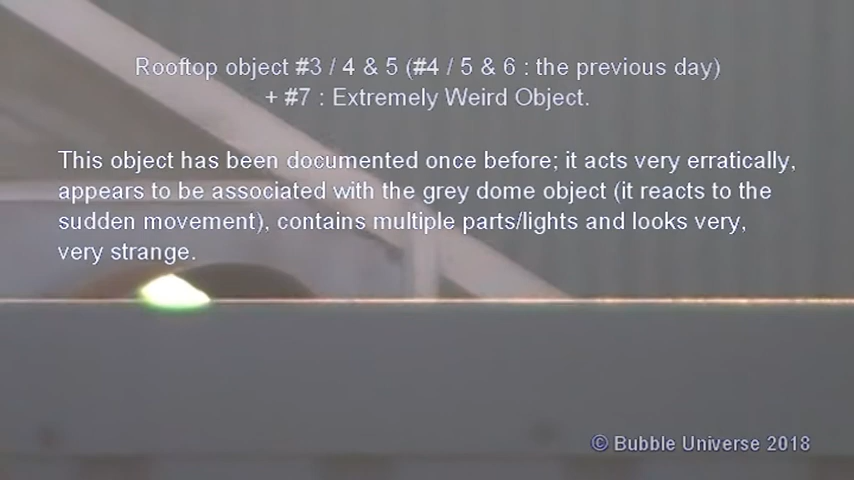 Rooftop object #3 / 4 & 5 (#4 / 5 & 6 : the previous day)
+ #7 : Extremely Weird Object.
This object has been documented once before; it acts very erratically,
appears to be associated with the grey dome object (it reacts to the
sudden movement), contains multiple parts/lights and looks very,
very strange.
© Bubble Universe 2018